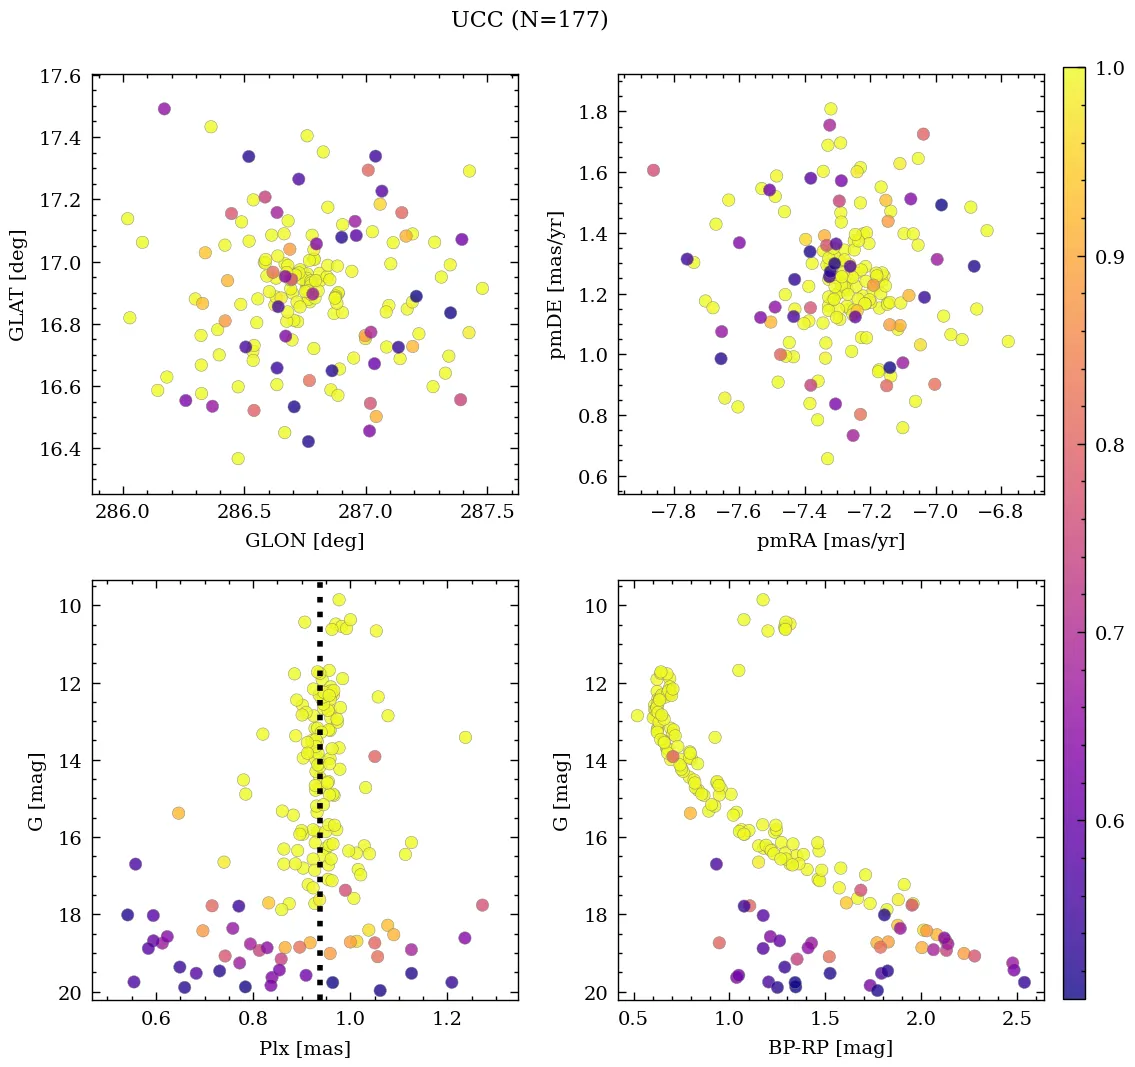 UCC (N=177)
17.6
17.4
17.2
17.0
16.8
16.6
16.4
GLAT [deg]
286.0 286.5 287.0 287.5
GLON [deg]
1.8
1.6
1.4
1.2
1.0
0.8
0.6
pmDE [mas/yr]
−7.8 −7.6 −7.4 −7.2 −7.0 −6.8
pmRA [mas/yr]
10
12
14
16
18
20
G [mag]
0.6 0.8 1.0 1.2
Plx [mas]
10
12
14
16
18
20
G [mag]
0.5 1.0 1.5 2.0 2.5
BP-RP [mag]
1.0
0.9
0.8
0.7
0.6